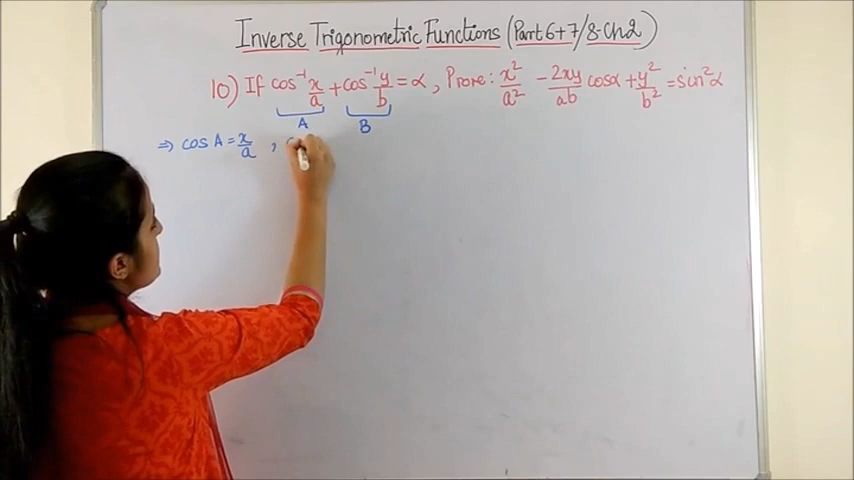 Inverse Trigonometric Functions (Part 6+7/8-Ch2)
10) If cos⁻¹ x/a + cos⁻¹ y/b = α, Prove: x²/a² - 2xy/ab cosα + y²/b² = sin²α
A B
⇒ cos A = x/a , c